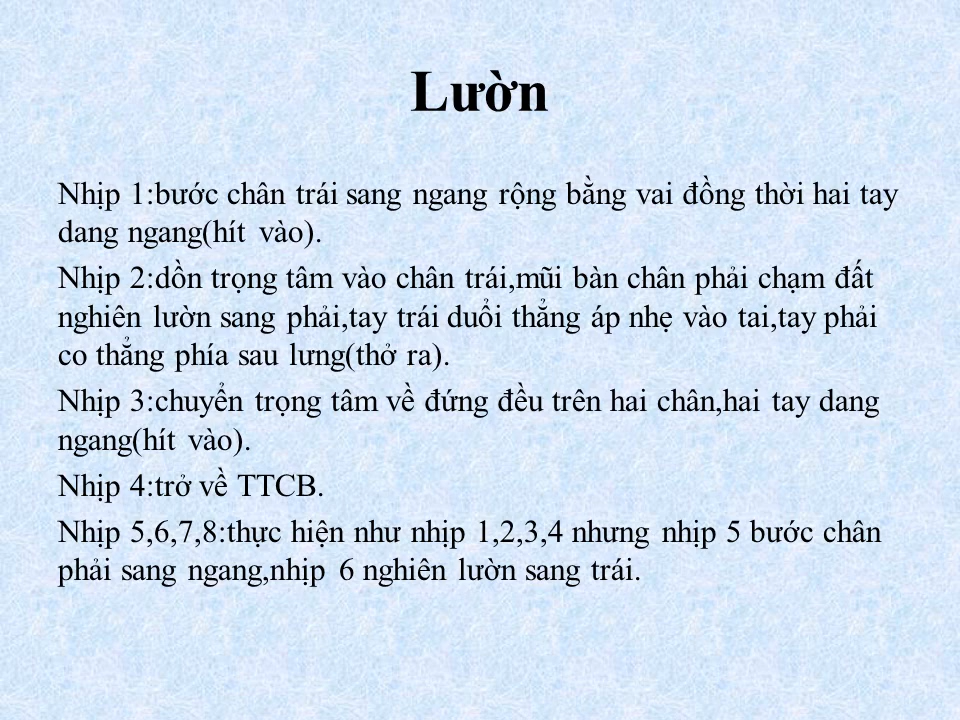 Lườn
Nhịp 1:bước chân trái sang ngang rộng bằng vai đồng thời hai tay
dang ngang(hít vào).
Nhịp 2:dồn trọng tâm vào chân trái,mũi bàn chân phải chạm đất
nghiên lườn sang phải,tay trái duổi thẳng áp nhẹ vào tai,tay phải
co thẳng phía sau lưng(thở ra).
Nhịp 3:chuyển trọng tâm về đứng đều trên hai chân,hai tay dang
ngang(hít vào).
Nhịp 4:trở về TTCB.
Nhịp 5,6,7,8:thực hiện như nhịp 1,2,3,4 nhưng nhịp 5 bước chân
phải sang ngang,nhịp 6 nghiên lườn sang trái.